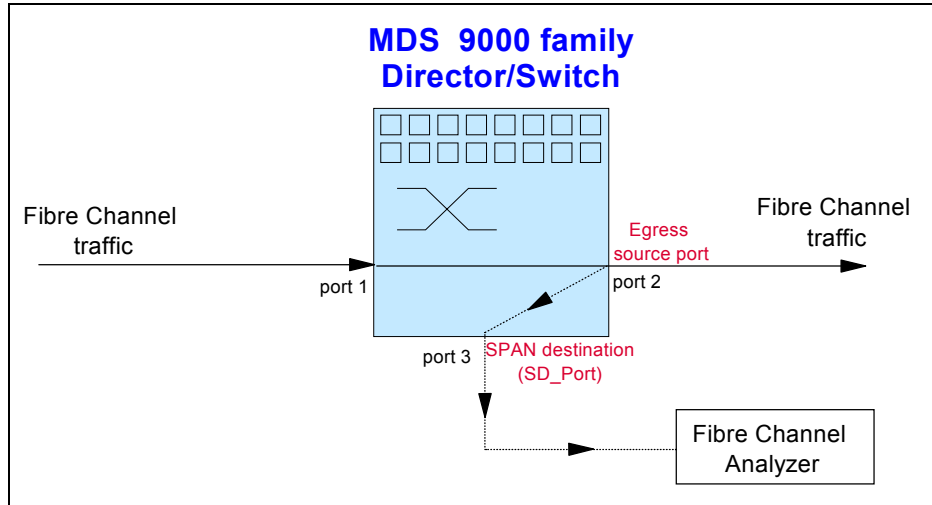 MDS 9000 family
Director/Switch
Fibre Channel
traffic
Fibre Channel
traffic
Egress
source port
port 1
port 2
port 3
SPAN destination
(SD_Port)
Fibre Channel
Analyzer